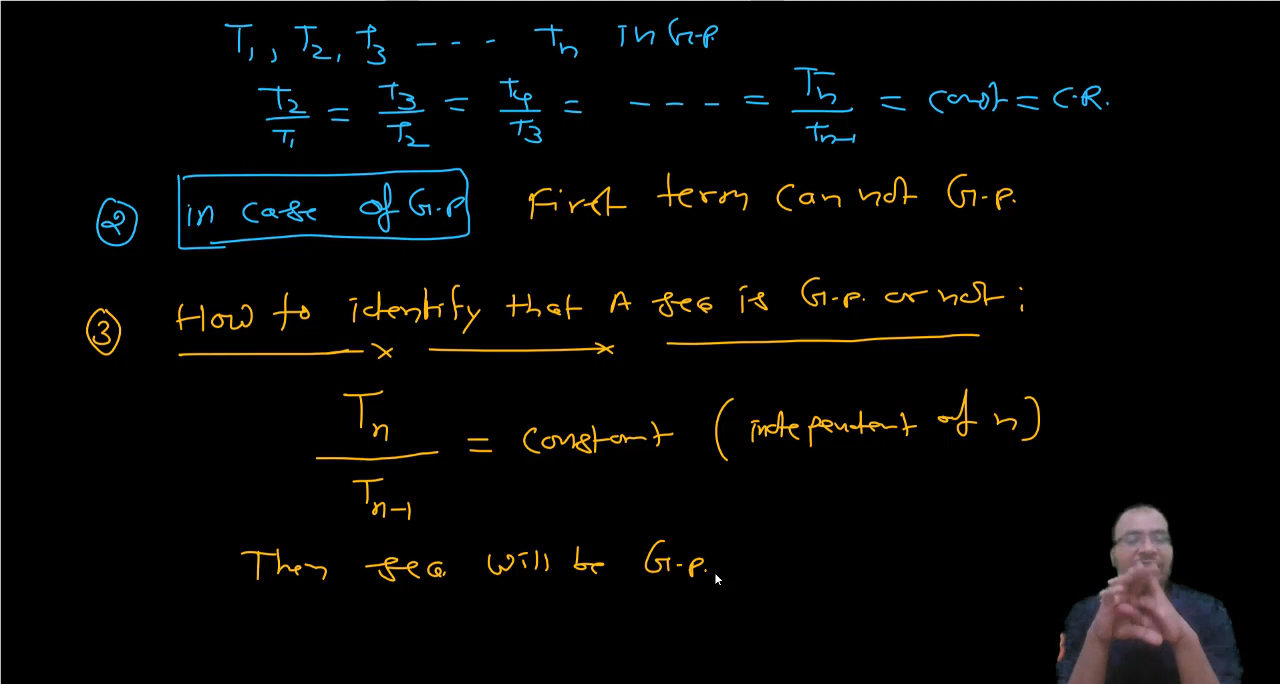 T₁, T₂, T₃ --- Tₙ in G.P
T₂/T₁ = T₃/T₂ = T₄/T₃ = --- = Tₙ/Tₙ₋₁ = const = C.R.
② in case of G.P First term can not G.P.
③ How to identify that A seq is G.P. or not :
Tₙ/Tₙ₋₁ = constant (independent of n)
Then seq will be G.P.